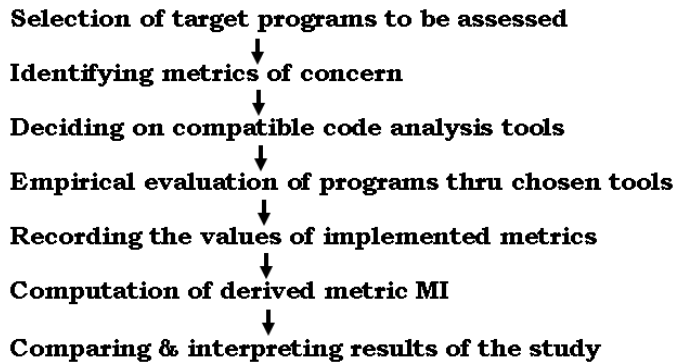 Selection of target programs to be assessed
Identifying metrics of concern
Deciding on compatible code analysis tools
Empirical evaluation of programs thru chosen tools
Recording the values of implemented metrics
Computation of derived metric MI
Comparing & interpreting results of the study